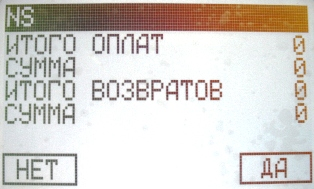 NS
ИТОГО ОПЛАТ 0
СУММА 0
ИТОГО ВОЗВРАТОВ 0
СУММА 0
НЕТ ДА